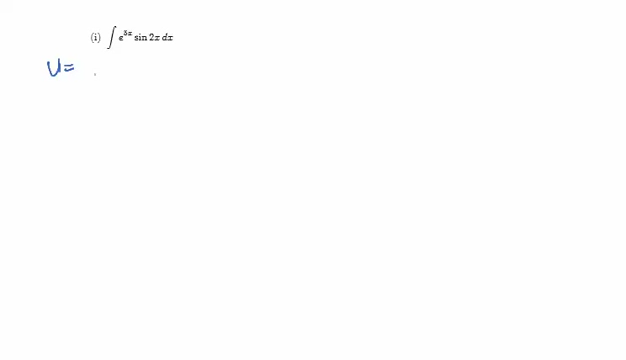 (i) ∫ e^{3x} sin 2x dx
U=